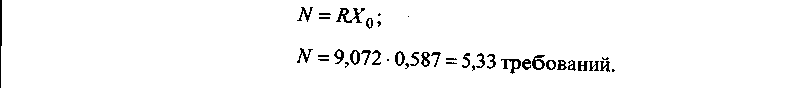 N = RX₀;
N = 9,072 · 0,587 = 5,33 требований.